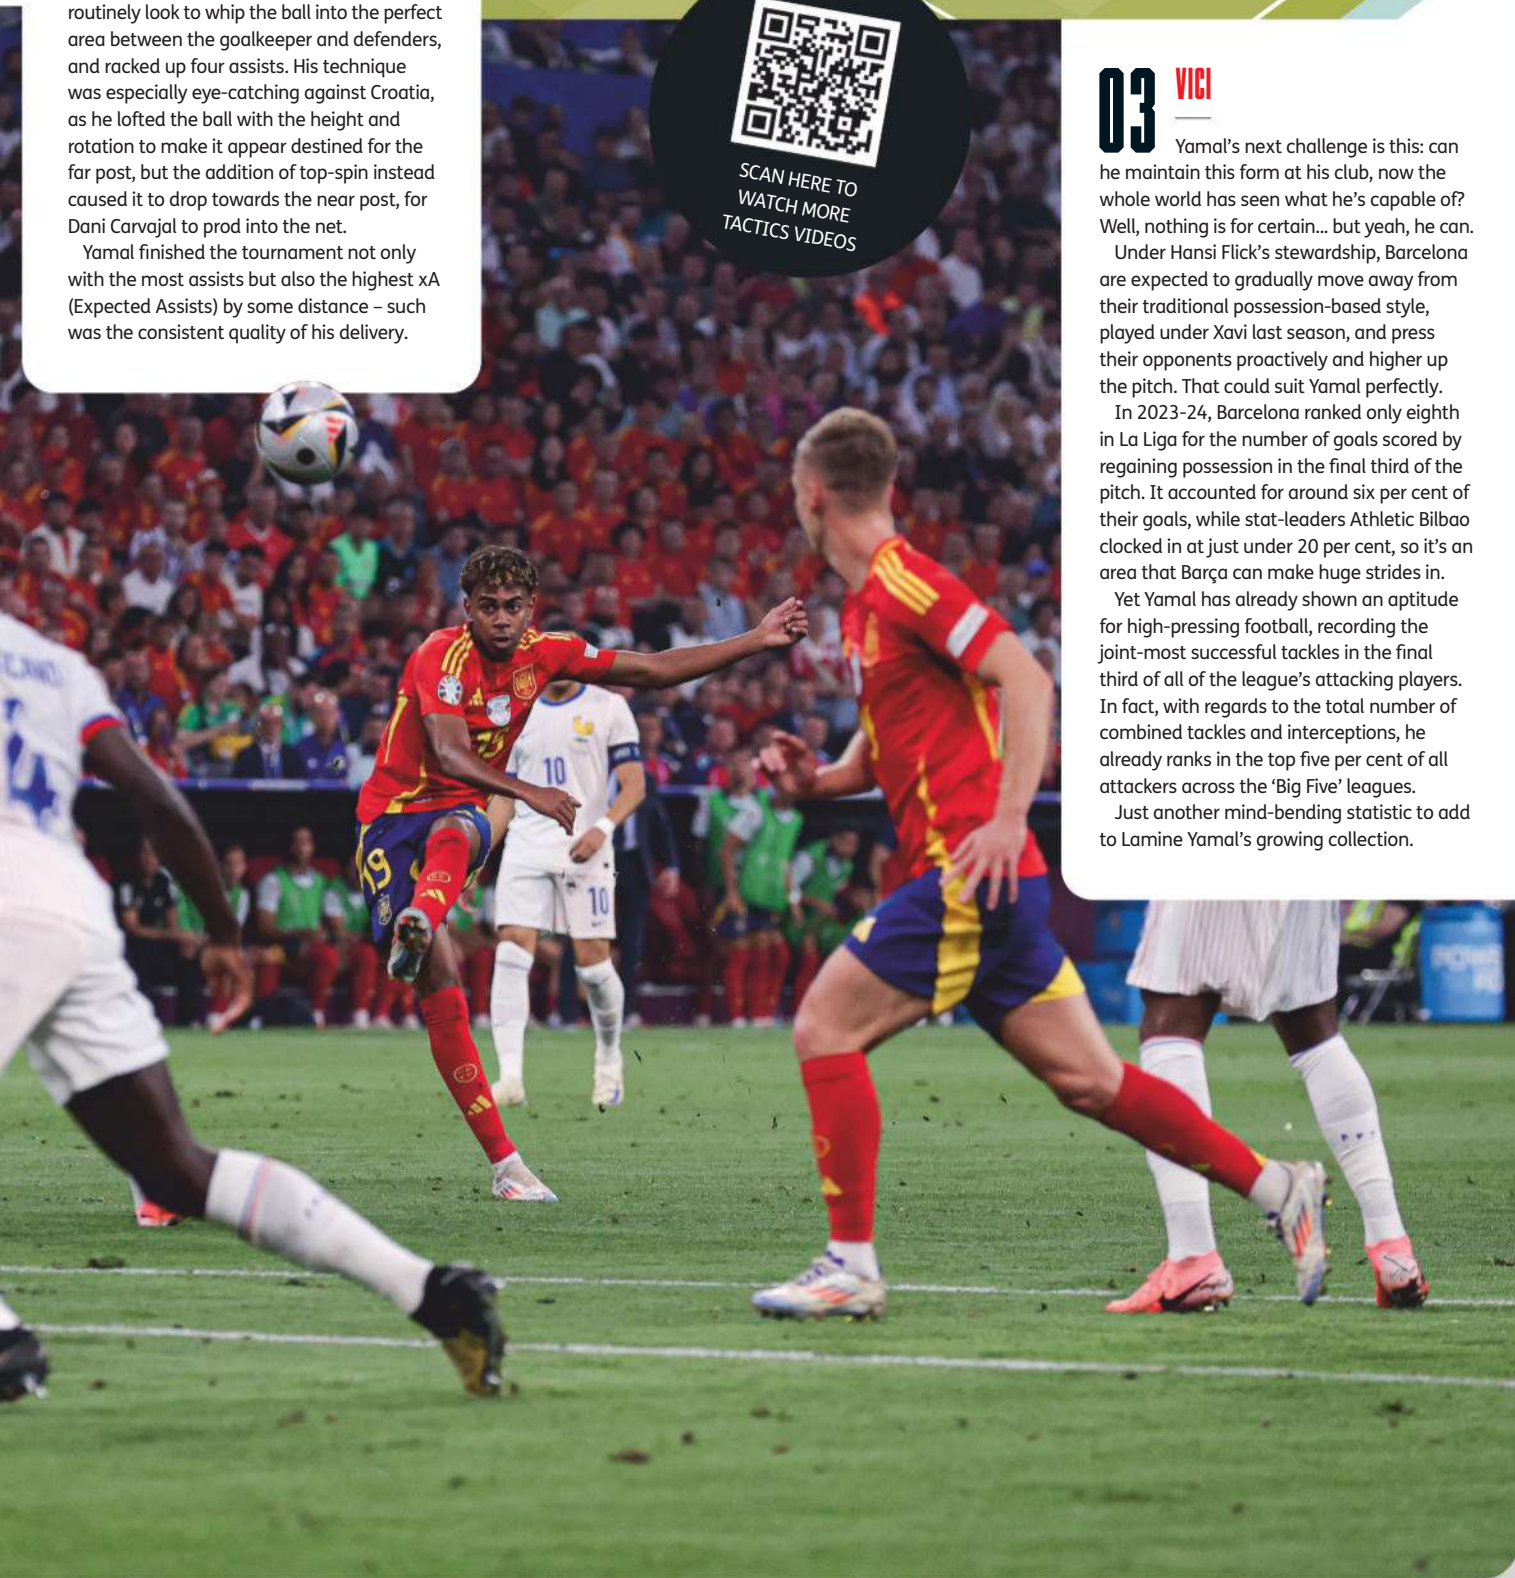 routinely look to whip the ball into the perfect
area between the goalkeeper and defenders,
and racked up four assists. His technique
was especially eye-catching against Croatia,
as he lofted the ball with the height and
rotation to make it appear destined for the
far post, but the addition of top-spin instead
caused it to drop towards the near post, for
Dani Carvajal to prod into the net.
Yamal finished the tournament not only
with the most assists but also the highest xA
(Expected Assists) by some distance – such
was the consistent quality of his delivery.
SCAN HERE TO
WATCH MORE
TACTICS VIDEOS
03 VICI
Yamal's next challenge is this: can
he maintain this form at his club, now the
whole world has seen what he's capable of?
Well, nothing is for certain... but yeah, he can.
Under Hansi Flick's stewardship, Barcelona
are expected to gradually move away from
their traditional possession-based style,
played under Xavi last season, and press
their opponents proactively and higher up
the pitch. That could suit Yamal perfectly.
In 2023-24, Barcelona ranked only eighth
in La Liga for the number of goals scored by
regaining possession in the final third of the
pitch. It accounted for around six per cent of
their goals, while stat-leaders Athletic Bilbao
clocked in at just under 20 per cent, so it's an
area that Barça can make huge strides in.
Yet Yamal has already shown an aptitude
for high-pressing football, recording the
joint-most successful tackles in the final
third of all of the league's attacking players.
In fact, with regards to the total number of
combined tackles and interceptions, he
already ranks in the top five per cent of all
attackers across the 'Big Five' leagues.
Just another mind-bending statistic to add
to Lamine Yamal's growing collection.
4
19
19
10
10